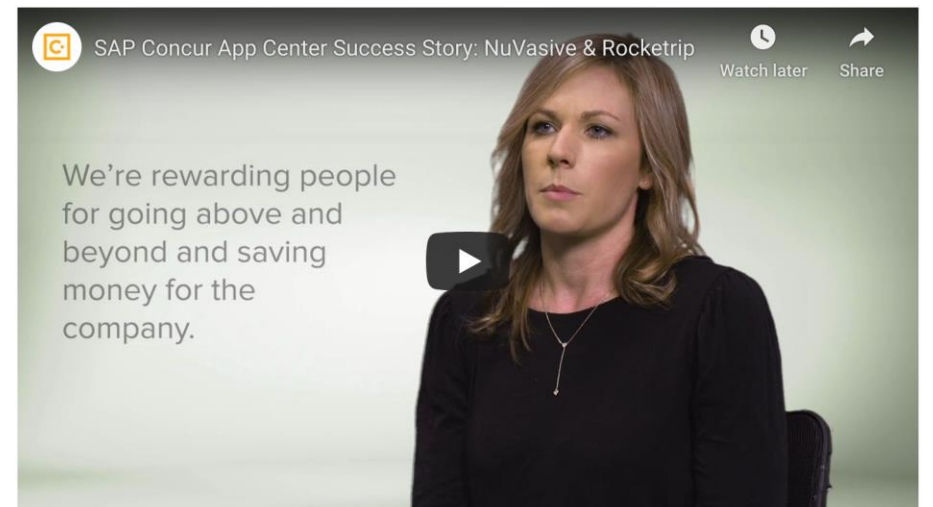 SAP Concur App Center Success Story: NuVasive & Rocketrip
Watch later
Share
We're rewarding people
for going above and
beyond and saving
money for the
company.